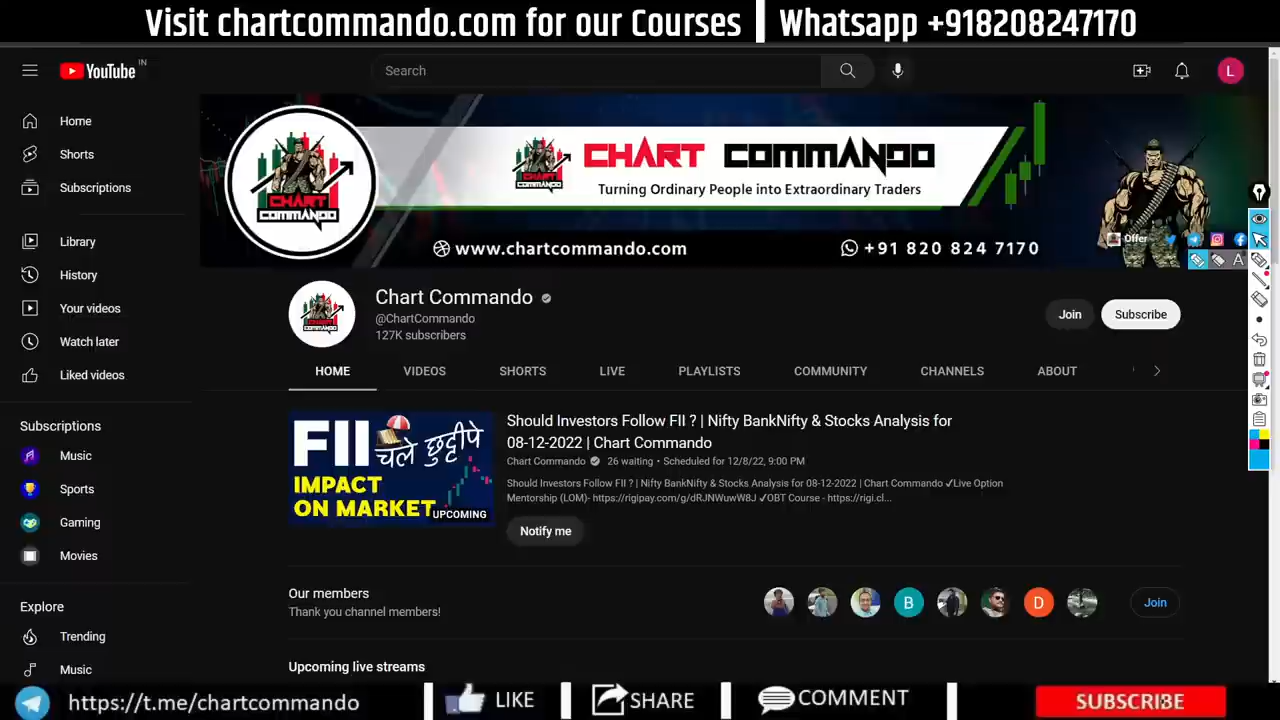 Visit chartcommando.com for our Courses | Whatsapp +918208247170
YouTube IN
Search
L
Home
Shorts
Subscriptions
Library
History
Your videos
Watch later
Liked videos
Subscriptions
Music
Sports
Gaming
Movies
Explore
Trending
Music
CHART COMMANDO
CHART COMMANDO
Turning Ordinary People into Extraordinary Traders
www.chartcommando.com
+91 820 824 7170
Offer
Chart Commando
@ChartCommando
127K subscribers
Join
Subscribe
HOME VIDEOS SHORTS LIVE PLAYLISTS COMMUNITY CHANNELS ABOUT
FII चले छुट्टीपे
IMPACT
ON MARKET
UPCOMING
Should Investors Follow FII ? | Nifty BankNifty & Stocks Analysis for
08-12-2022 | Chart Commando
Chart Commando 26 waiting • Scheduled for 12/8/22, 9:00 PM
Should Investors Follow FII ? | Nifty BankNifty & Stocks Analysis for 08-12-2022 | Chart Commando ✓Live Option
Mentorship (LOM)- https://rigipay.com/g/dRJNWuwW8J ✓OBT Course - https://rigi.cl...
Notify me
Our members
Thank you channel members!
B
D
Join
Upcoming live streams
A
https://t.me/chartcommando
LIKE
SHARE
COMMENT
SUBSCRIBE